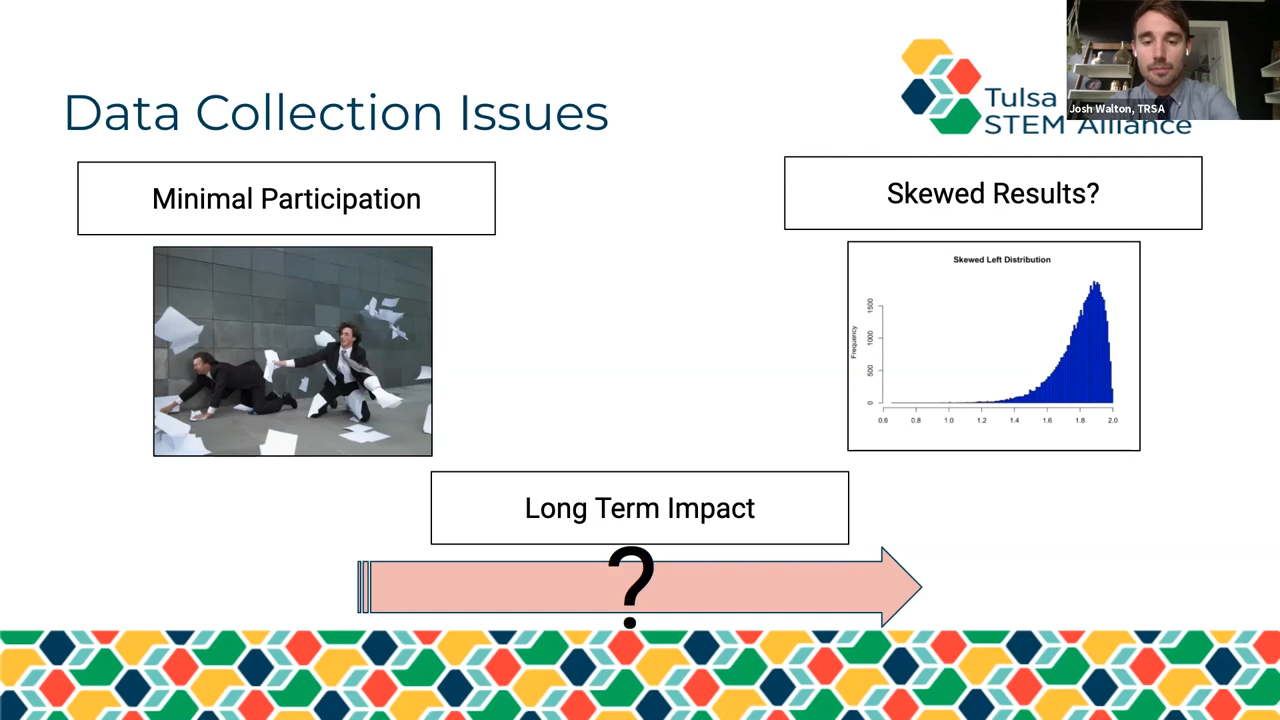 Data Collection Issues
Tulsa
STEM Alliance
Josh Walton, TRSA
Minimal Participation
Skewed Results?
Skewed Left Distribution
Frequency
1500
1000
500
0
0.6 0.8 1.0 1.2 1.4 1.6 1.8 2.0
Long Term Impact
?